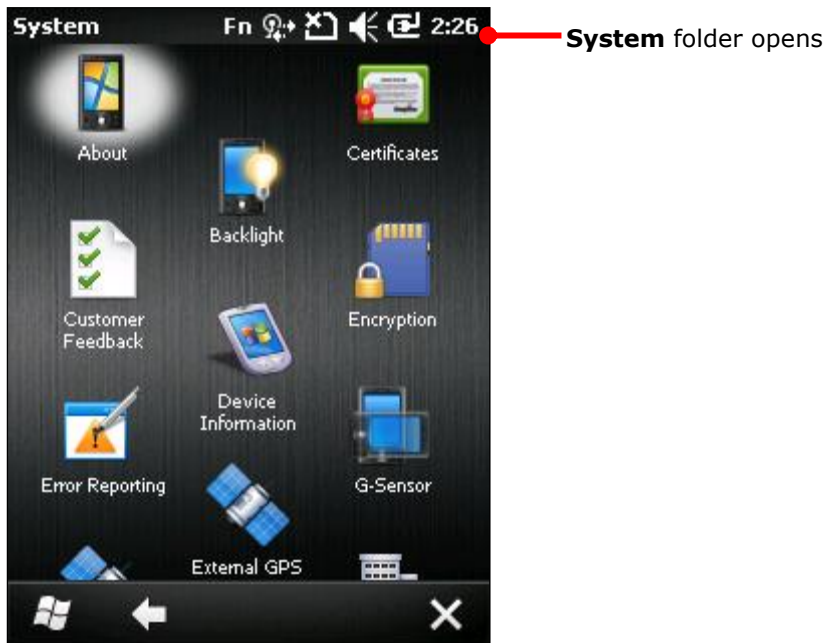 System Fn 2:26
System folder opens
About
Certificates
Backlight
Customer
Feedback
Encryption
Device
Information
Error Reporting
G-Sensor
External GPS